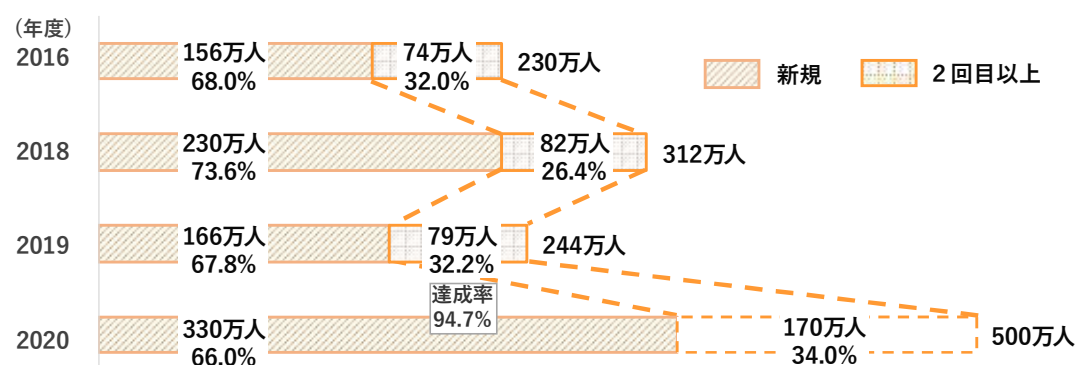 (年度)
2016
156万人
68.0%
74万人
32.0%
230万人
新規
２回目以上
2018
230万人
73.6%
82万人
26.4%
312万人
2019
166万人
67.8%
79万人
32.2%
244万人
達成率
94.7%
2020
330万人
66.0%
170万人
34.0%
500万人